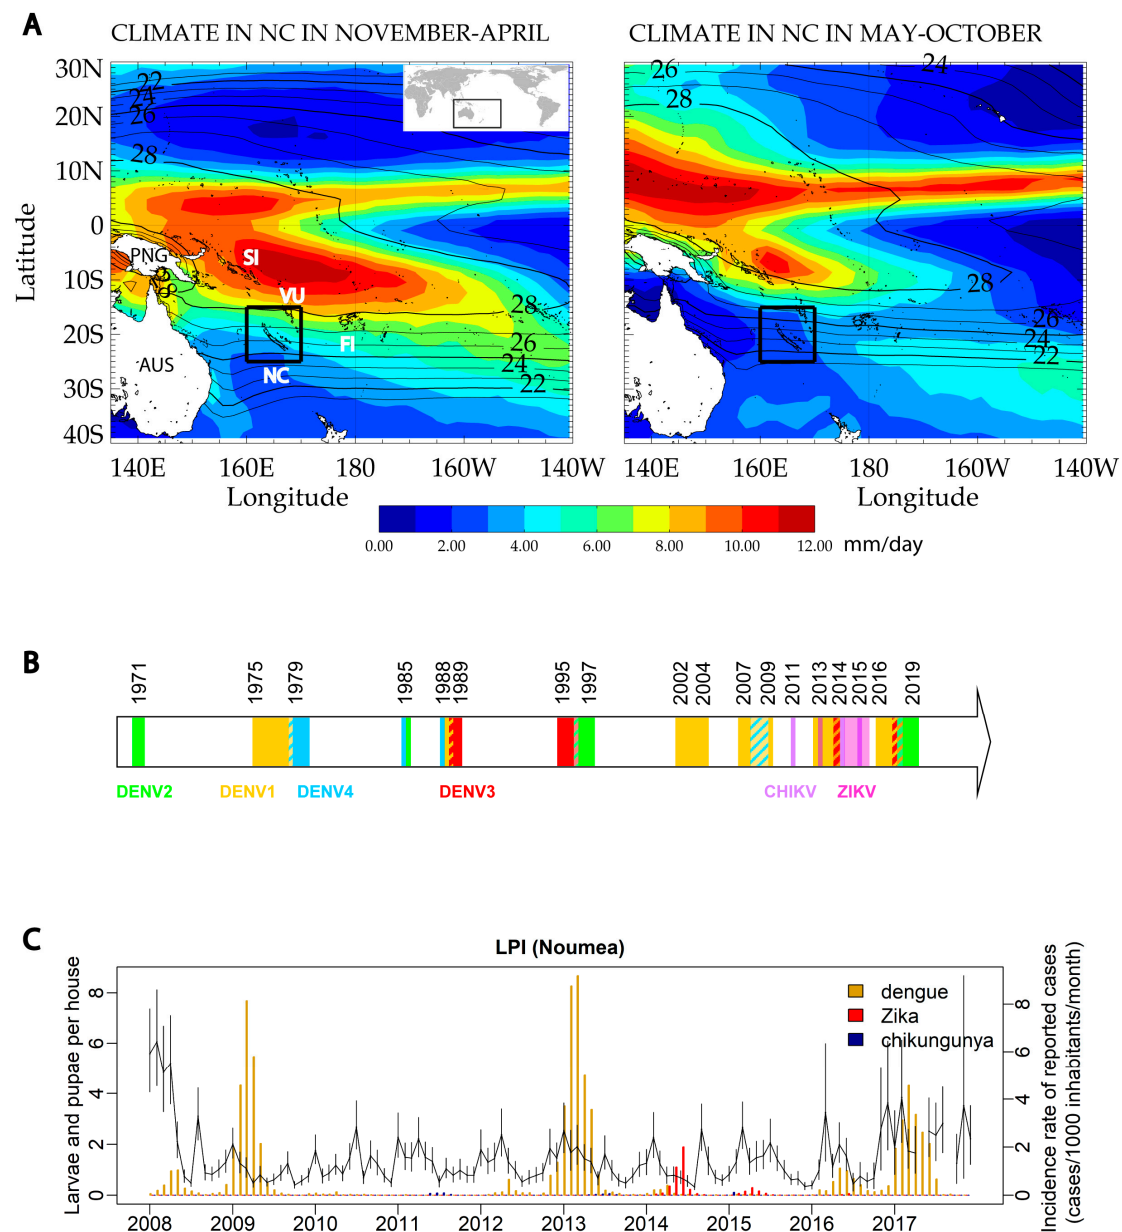 A
CLIMATE IN NC IN NOVEMBER-APRIL
CLIMATE IN NC IN MAY-OCTOBER
30N
20N
10N
0
10S
20S
30S
40S
Latitude
22
24
26
28
28
26
24
22
PNG
SI
VU
FI
NC
AUS
140E
160E
180
160W
140W
Longitude
26
28
24
28
26
24
22
140E
160E
180
160W
140W
Longitude
0.00 2.00 4.00 6.00 8.00 10.00 12.00 mm/day
B
1971 1975 1979 1985 1988 1989 1995 1997 2002 2004 2007 2009 2011 2013 2014 2015 2016 2019
DENV2 DENV1 DENV4 DENV3 CHIKV ZIKV
C
LPI (Noumea)
Larvae and pupae per house
8
6
4
2
0
dengue
Zika
chikungunya
8
6
4
2
0
Incidence rate of reported cases
(cases/1000 inhabitants/month)
2008 2009 2010 2011 2012 2013 2014 2015 2016 2017